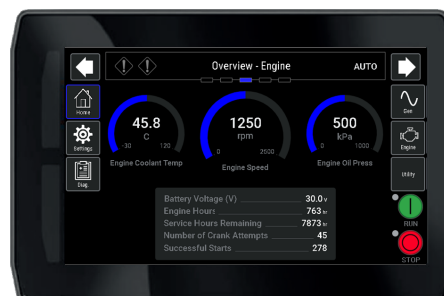 Overview - Engine
AUTO
Home
Settings
Diag.
45.8
C
-30 120
Engine Coolant Temp
1250
rpm
0 2500
Engine Speed
500
kPa
0 1000
Engine Oil Press
Gen
Engine
Utility
Battery Voltage (V) 30.0 v
Engine Hours 763 hr
Service Hours Remaining 7873 hr
Number of Crank Attempts 45
Successful Starts 278
RUN
STOP